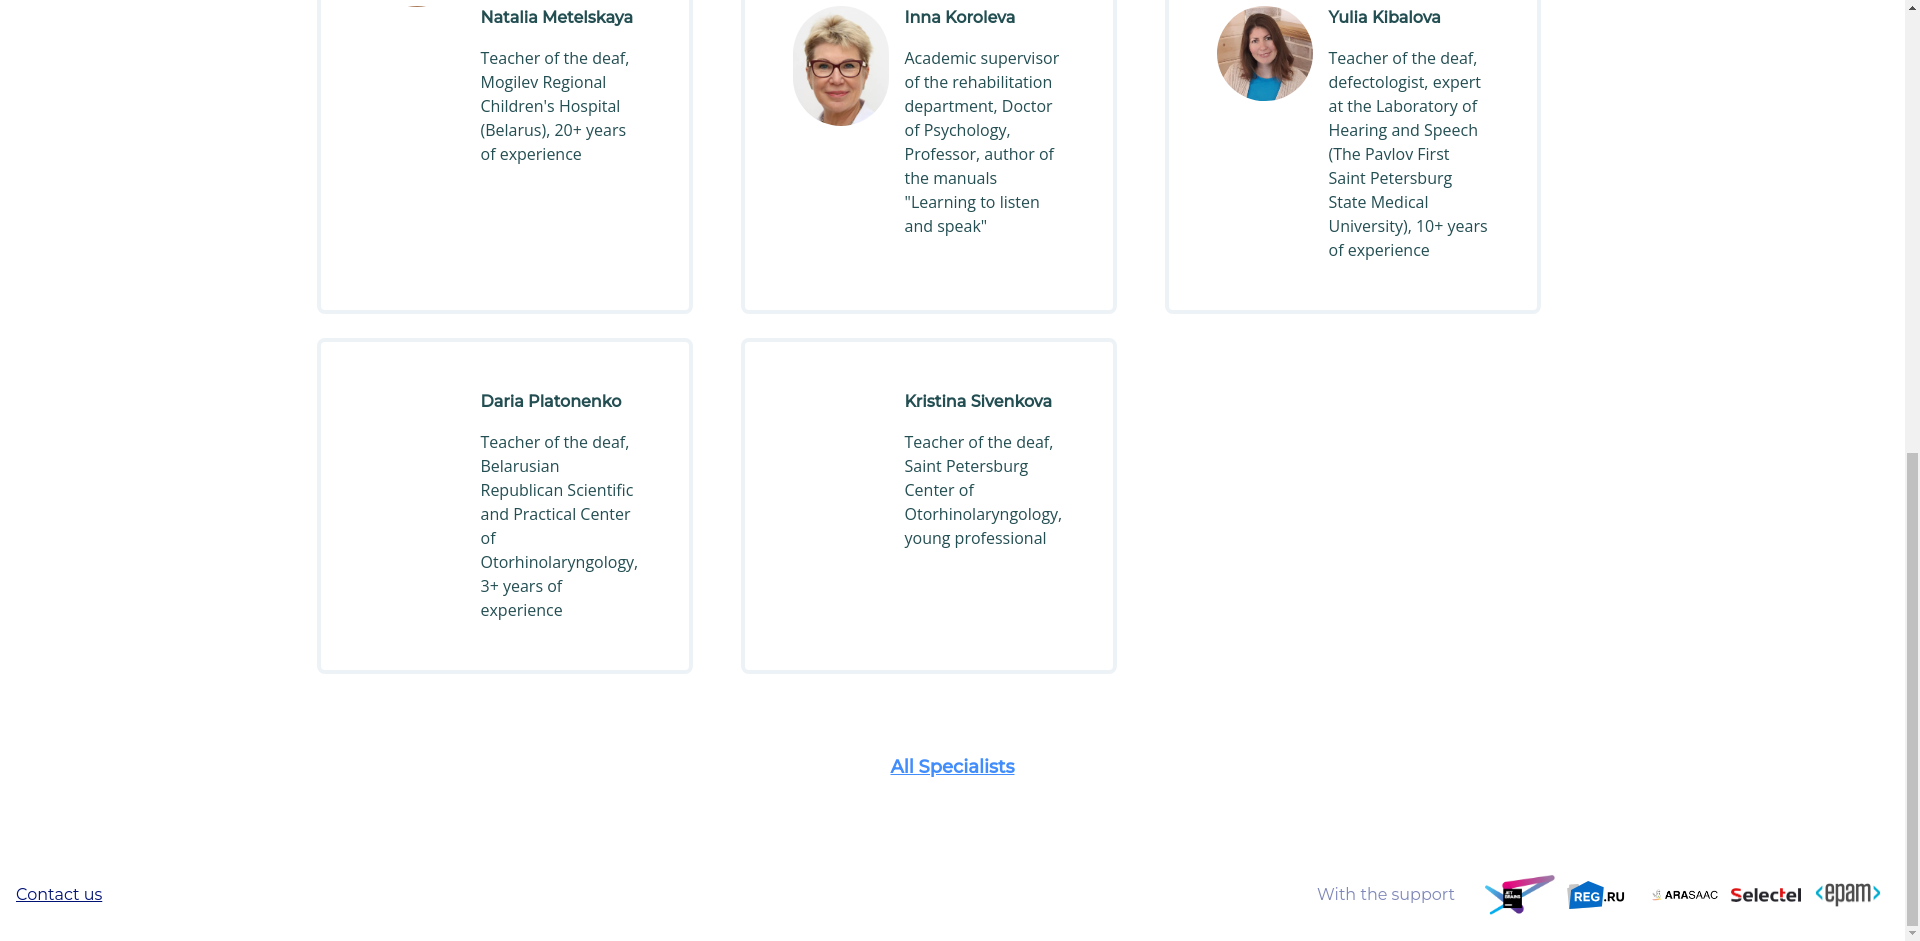 Natalia Metelskaya
Teacher of the deaf,
Mogilev Regional
Children's Hospital
(Belarus), 20+ years
of experience
Inna Koroleva
Academic supervisor
of the rehabilitation
department, Doctor
of Psychology,
Professor, author of
the manuals
"Learning to listen
and speak"
Yulia Kibalova
Teacher of the deaf,
defectologist, expert
at the Laboratory of
Hearing and Speech
(The Pavlov First
Saint Petersburg
State Medical
University), 10+ years
of experience
Daria Platonenko
Teacher of the deaf,
Belarusian
Republican Scientific
and Practical Center
of
Otorhinolaryngology,
3+ years of
experience
Kristina Sivenkova
Teacher of the deaf,
Saint Petersburg
Center of
Otorhinolaryngology,
young professional
All Specialists
Contact us
With the support
JET
BRAINS
REG.RU
ARASAAC
Selectel
<epam>